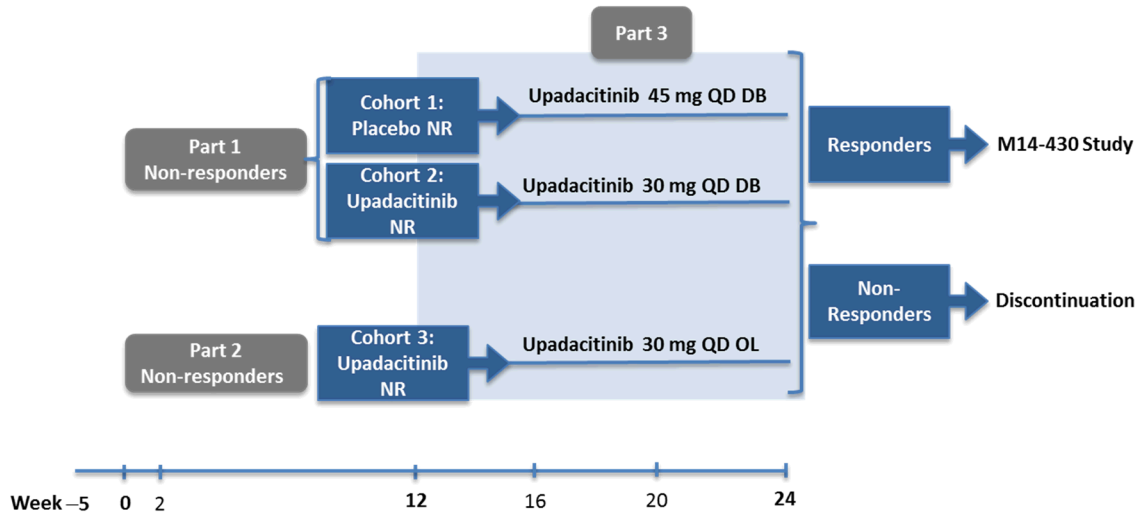 Part 3
Part 1
Non-responders
Cohort 1:
Placebo NR
Upadacitinib 45 mg QD DB
Cohort 2:
Upadacitinib
NR
Upadacitinib 30 mg QD DB
Responders
M14-430 Study
Non-
Responders
Discontinuation
Part 2
Non-responders
Cohort 3:
Upadacitinib
NR
Upadacitinib 30 mg QD OL
Week –5 0 2 12 16 20 24